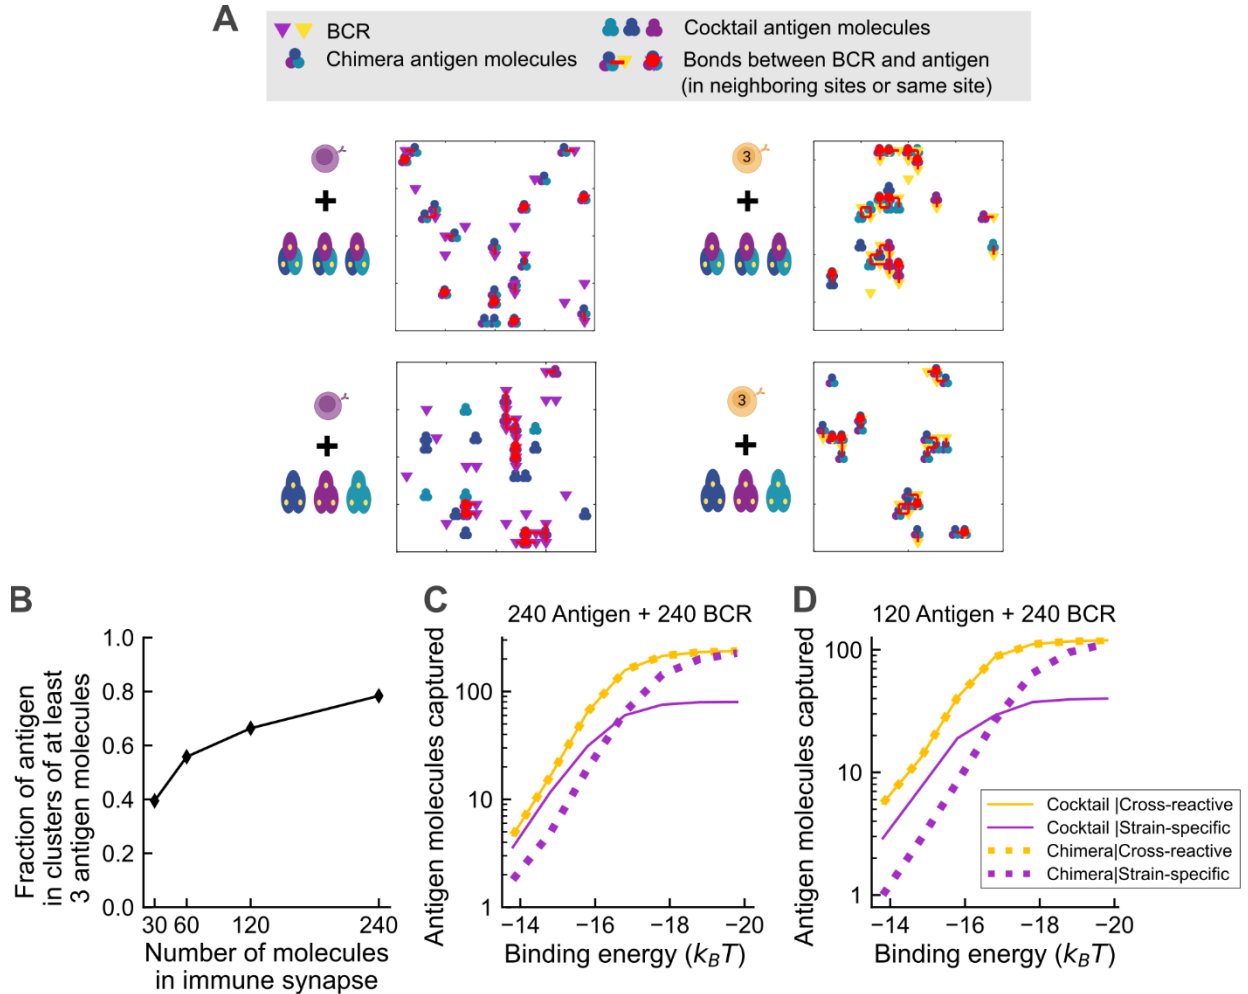 A
BCR
Cocktail antigen molecules
Chimera antigen molecules
Bonds between BCR and antigen
(in neighboring sites or same site)
3
3
B
Fraction of antigen
in clusters of at least
3 antigen molecules
1.0
0.8
0.6
0.4
0.2
0.0
30 60 120 240
Number of molecules
in immune synapse
C
240 Antigen + 240 BCR
Antigen molecules captured
100
10
1
−14 −16 −18 −20
Binding energy (kBT)
D
120 Antigen + 240 BCR
Antigen molecules captured
100
10
1
−14 −16 −18 −20
Binding energy (kBT)
Cocktail |Cross-reactive
Cocktail |Strain-specific
Chimera|Cross-reactive
Chimera|Strain-specific